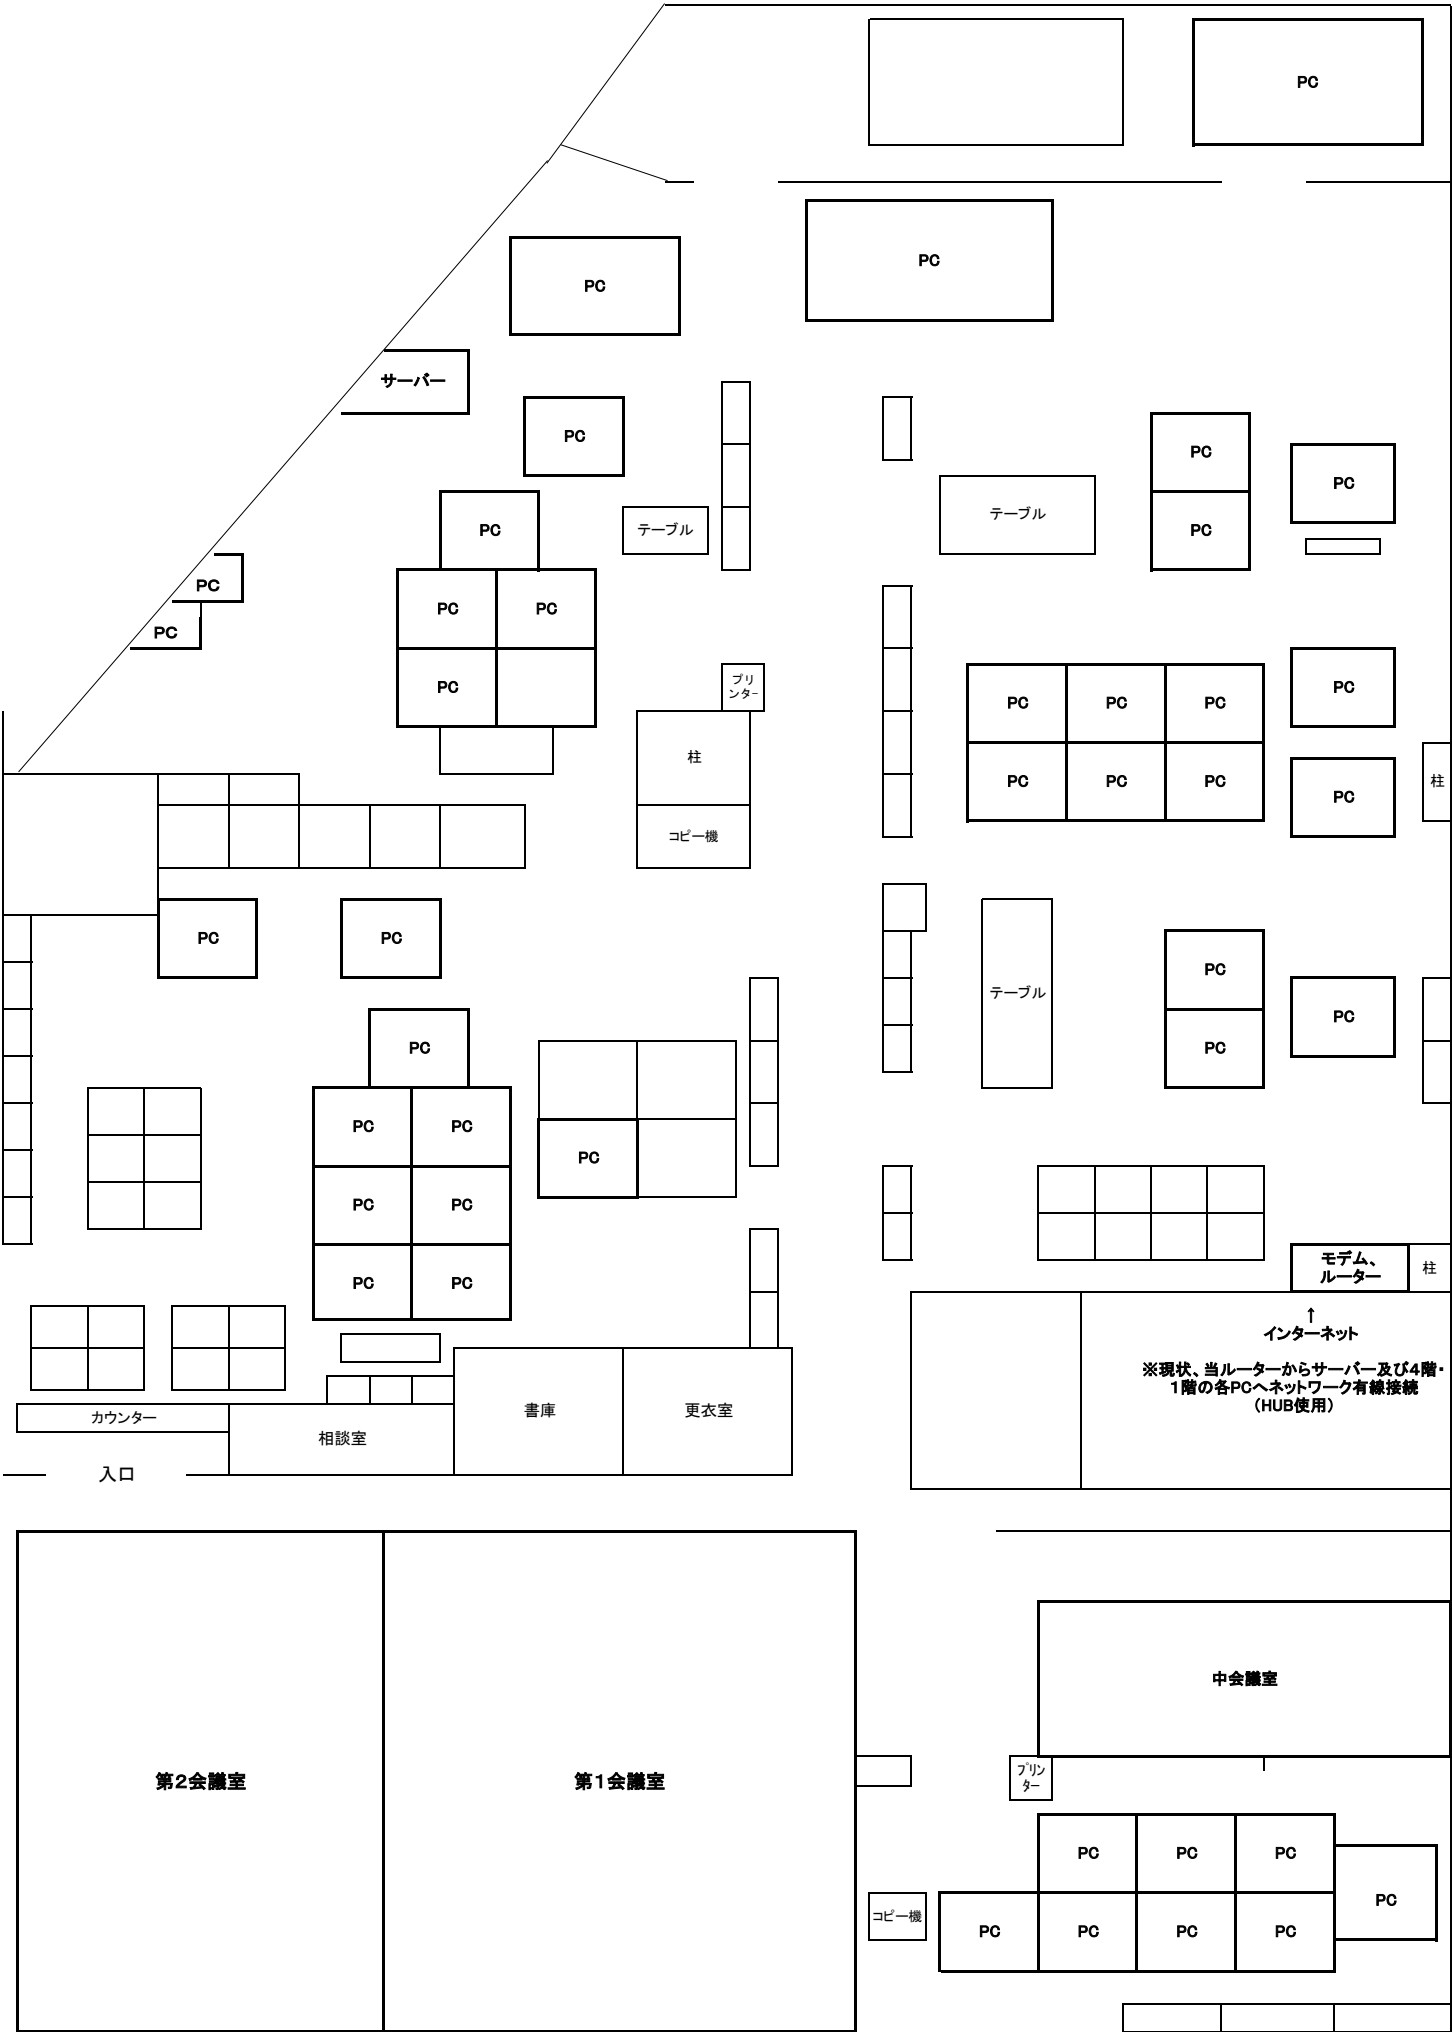 PC
PC
PC
サーバー
PC
PC
PC
PC
テーブル
テーブル
PC
PC
PC
PC
PC
PC
PC
PC
プリ
ンター
PC
PC
PC
PC
柱
PC
PC
PC
PC
柱
コピー機
PC
PC
PC
テーブル
PC
PC
PC
PC
PC
PC
PC
PC
PC
PC
PC
モデム、
ルーター
柱
↑
インターネット
※現状、当ルーターからサーバー及び4階・
1階の各PCへネットワーク有線接続
(HUB使用)
カウンター
相談室
書庫
更衣室
入口
中会議室
第2会議室
第1会議室
プリン
ター
PC
PC
PC
PC
コピー機
PC
PC
PC
PC